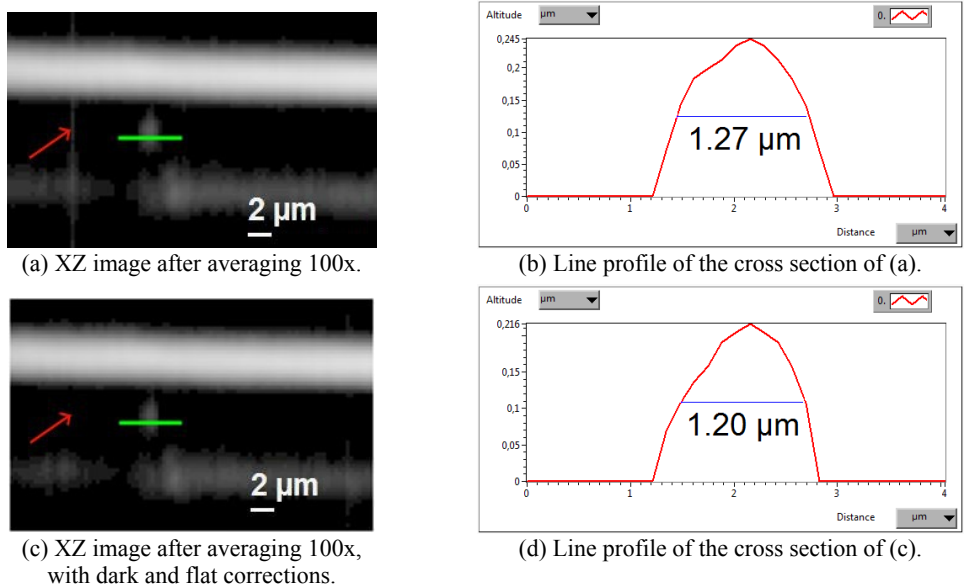 2 µm
(a) XZ image after averaging 100x.
Altitude µm 0.
0,245
0,2
0,15
0,1
0,05
0
1.27 µm
0 1 2 3 4
Distance µm
(b) Line profile of the cross section of (a).
2 µm
(c) XZ image after averaging 100x,
with dark and flat corrections.
Altitude µm 0.
0,216
0,15
0,1
0,05
0
1.20 µm
0 1 2 3 4
Distance µm
(d) Line profile of the cross section of (c).